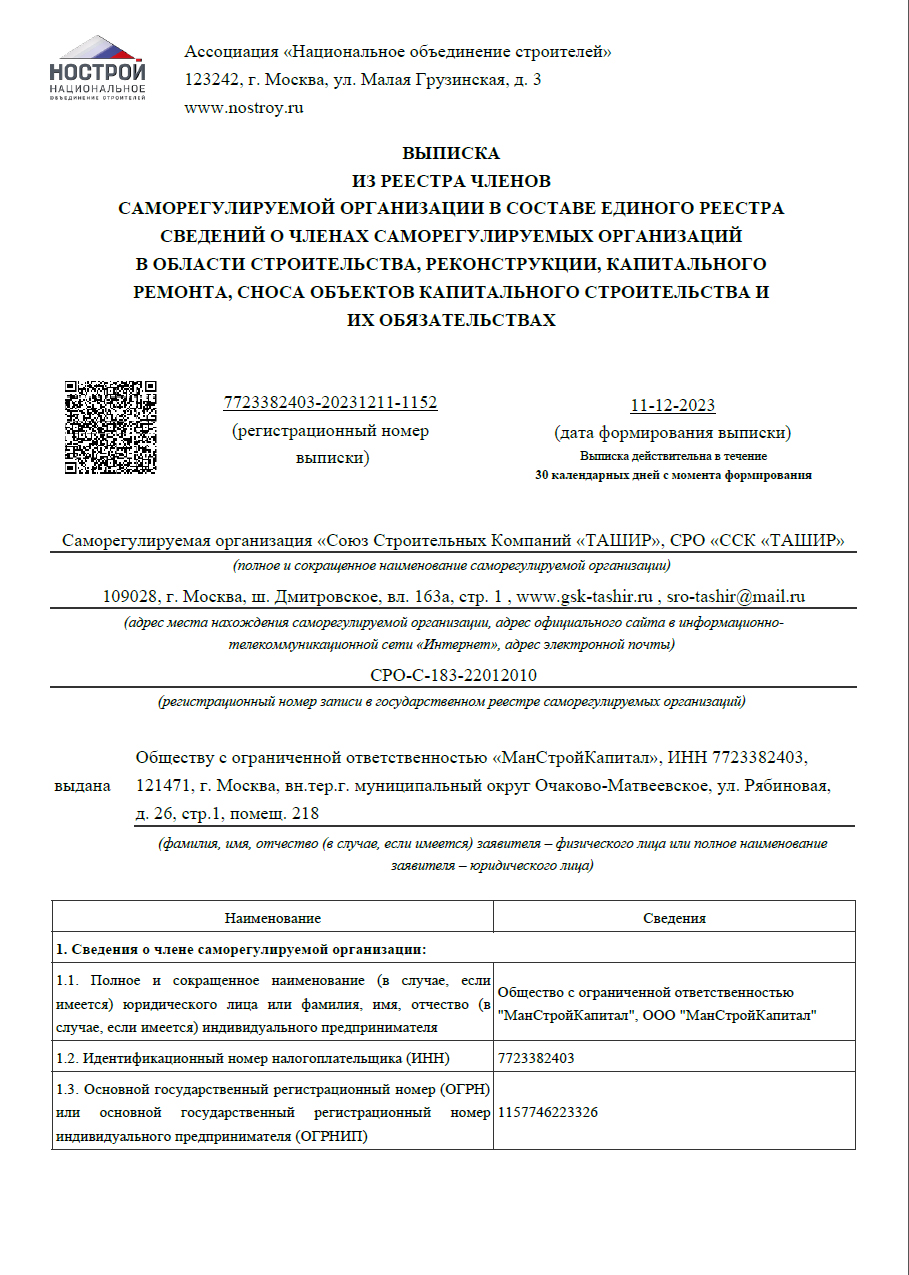 НОСТРОЙ
НАЦИОНАЛЬНОЕ
ОБЪЕДИНЕНИЕ СТРОИТЕЛЕЙ
Ассоциация «Национальное объединение строителей»
123242, г. Москва, ул. Малая Грузинская, д. 3
www.nostroy.ru
ВЫПИСКА
ИЗ РЕЕСТРА ЧЛЕНОВ
САМОРЕГУЛИРУЕМОЙ ОРГАНИЗАЦИИ В СОСТАВЕ ЕДИНОГО РЕЕСТРА
СВЕДЕНИЙ О ЧЛЕНАХ САМОРЕГУЛИРУЕМЫХ ОРГАНИЗАЦИЙ
В ОБЛАСТИ СТРОИТЕЛЬСТВА, РЕКОНСТРУКЦИИ, КАПИТАЛЬНОГО
РЕМОНТА, СНОСА ОБЪЕКТОВ КАПИТАЛЬНОГО СТРОИТЕЛЬСТВА И
ИХ ОБЯЗАТЕЛЬСТВАХ
7723382403-20231211-1152
(регистрационный номер
выписки)
11-12-2023
(дата формирования выписки)
Выписка действительна в течение
30 календарных дней с момента формирования
Саморегулируемая организация «Союз Строительных Компаний «ТАШИР», СРО «ССК «ТАШИР»
(полное и сокращенное наименование саморегулируемой организации)
109028, г. Москва, ш. Дмитровское, вл. 163а, стр. 1 , www.gsk-tashir.ru , sro-tashir@mail.ru
(адрес места нахождения саморегулируемой организации, адрес официального сайта в информационно-
телекоммуникационной сети «Интернет», адрес электронной почты)
СРО-С-183-22012010
(регистрационный номер записи в государственном реестре саморегулируемых организаций)
выдана
Обществу с ограниченной ответственностью «МанСтройКапитал», ИНН 7723382403,
121471, г. Москва, вн.тер.г. муниципальный округ Очаково-Матвеевское, ул. Рябиновая,
д. 26, стр.1, помещ. 218
(фамилия, имя, отчество (в случае, если имеется) заявителя – физического лица или полное наименование
заявителя – юридического лица)
Наименование
Сведения
1. Сведения о члене саморегулируемой организации:
1.1. Полное и сокращенное наименование (в случае, если
имеется) юридического лица или фамилия, имя, отчество (в
случае, если имеется) индивидуального предпринимателя
Общество с ограниченной ответственностью
"МанСтройКапитал", ООО "МанСтройКапитал"
1.2. Идентификационный номер налогоплательщика (ИНН)
7723382403
1.3. Основной государственный регистрационный номер (ОГРН)
или основной государственный регистрационный номер
индивидуального предпринимателя (ОГРНИП)
1157746223326